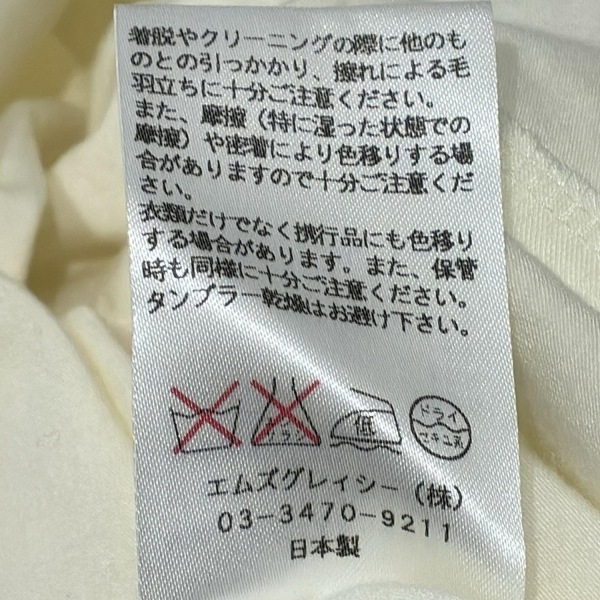 着脱やクリーニングの際に他のも
のとの引っかかり、擦れによる毛
羽立ちに十分ご注意ください。
また、摩擦（特に湿った状態での
摩擦）や密着により色移りする場
合がありますので十分ご注意くだ
さい。
衣類だけでなく携行品にも色移り
する場合があります。また、保管
時も同様に十分ご注意ください。
タンブラー乾燥はお避け下さい。
エンソサラシ
低
ドライ
セキユ系
エムズグレイシー（株）
03-3470-9211
日本製